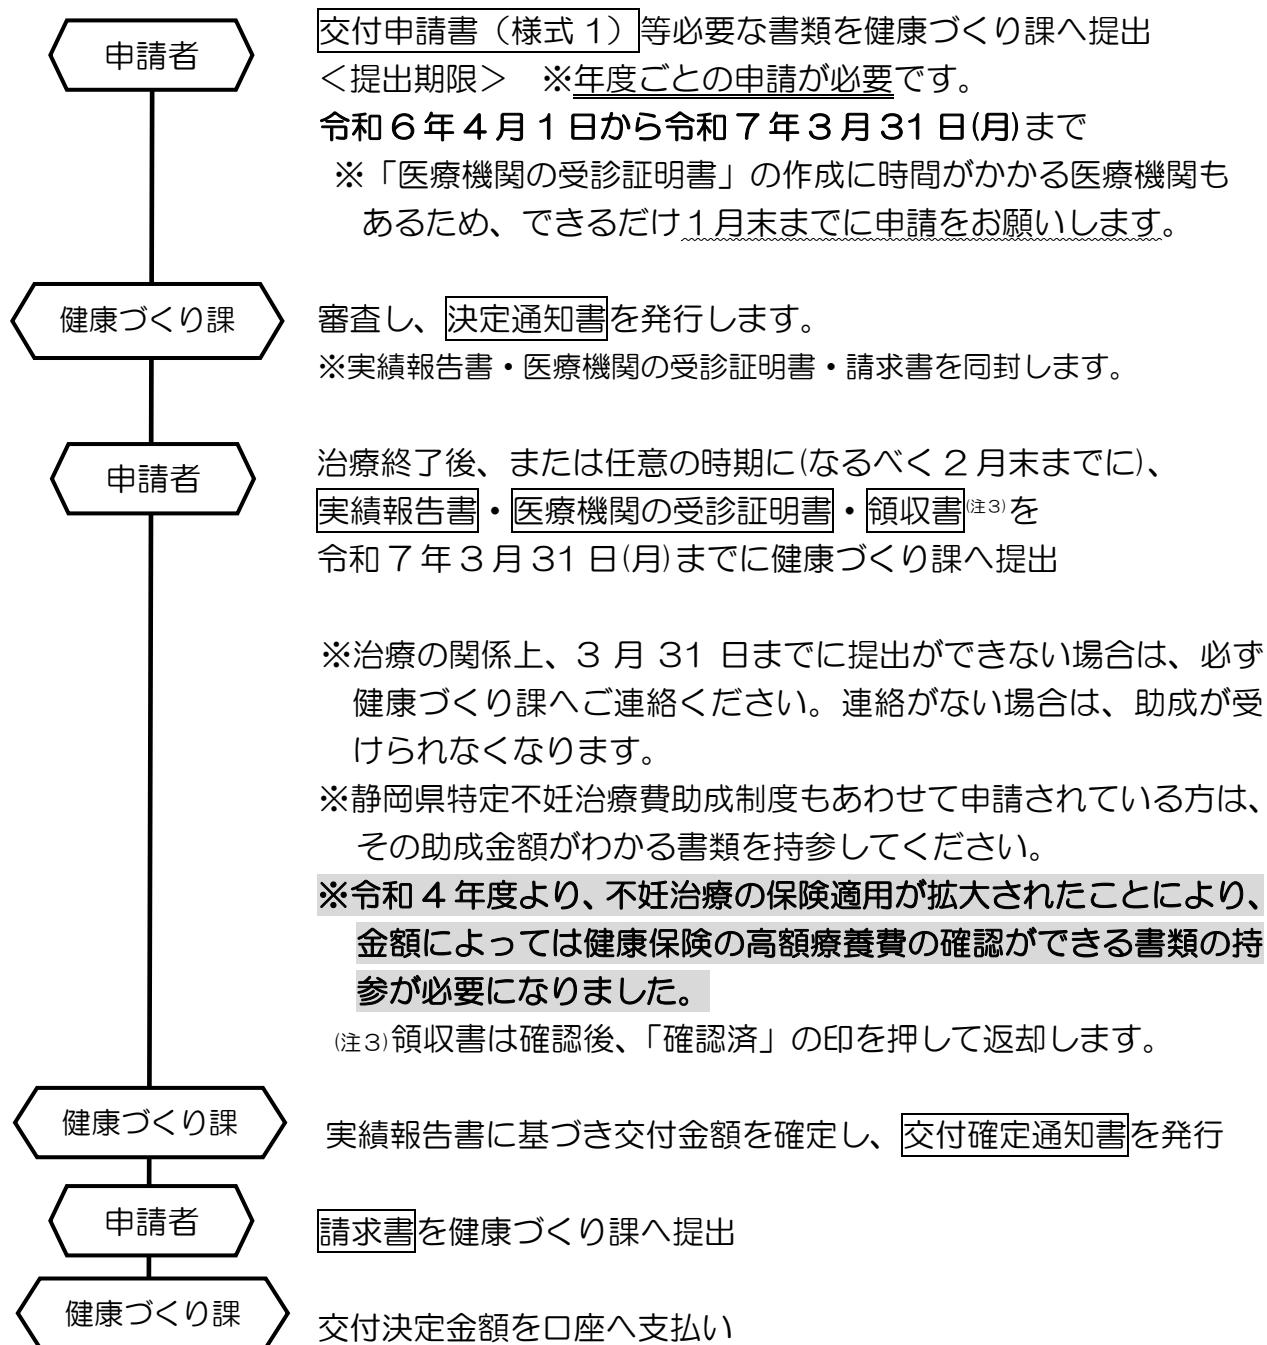 申請者
交付申請書（様式１）等必要な書類を健康づくり課へ提出
＜提出期限＞　※年度ごとの申請が必要です。
令和６年４月１日から令和７年３月31日(月)まで
※「医療機関の受診証明書」の作成に時間がかかる医療機関も
あるため、できるだけ１月末までに申請をお願いします。
健康づくり課
審査し、決定通知書を発行します。
※実績報告書・医療機関の受診証明書・請求書を同封します。
申請者
治療終了後、または任意の時期に(なるべく２月末までに)、
実績報告書・医療機関の受診証明書・領収書(注3)を
令和７年３月31日(月)までに健康づくり課へ提出
※治療の関係上、３月31日までに提出ができない場合は、必ず
健康づくり課へご連絡ください。連絡がない場合は、助成が受
けられなくなります。
※静岡県特定不妊治療費助成制度もあわせて申請されている方は、
その助成金額がわかる書類を持参してください。
※令和４年度より、不妊治療の保険適用が拡大されたことにより、
金額によっては健康保険の高額療養費の確認ができる書類の持
参が必要になりました。
(注3)領収書は確認後、「確認済」の印を押して返却します。
健康づくり課
実績報告書に基づき交付金額を確定し、交付確定通知書を発行
申請者
請求書を健康づくり課へ提出
健康づくり課
交付決定金額を口座へ支払い